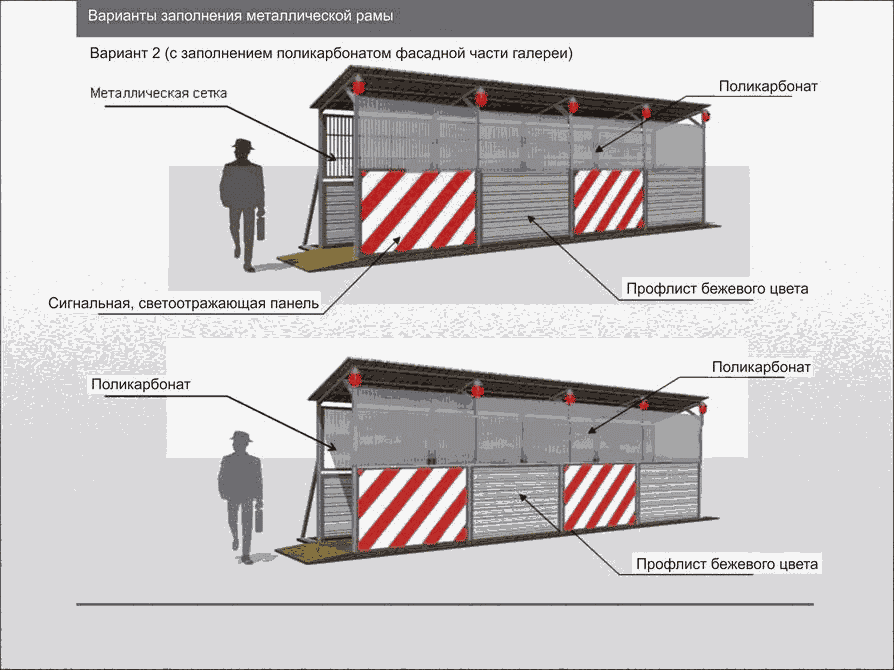 Варианты заполнения металлической рамы
Вариант 2 (с заполнением поликарбонатом фасадной части галереи)
Поликарбонат
Металлическая сетка
Профлист бежевого цвета
Сигнальная, светоотражающая панель
Поликарбонат
Поликарбонат
Профлист бежевого цвета